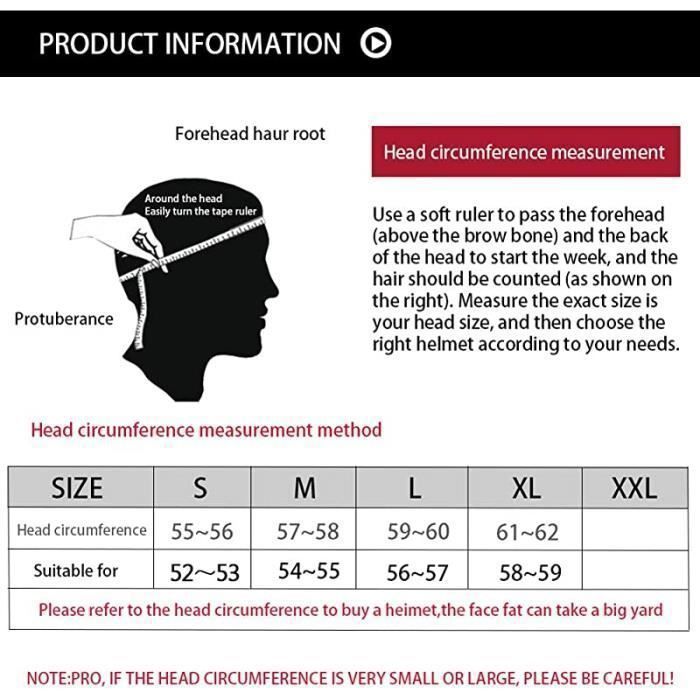 PRODUCT INFORMATION
Forehead haur root
Head circumference measurement
Around the head
Easily turn the tape ruler
Use a soft ruler to pass the forehead
(above the brow bone) and the back
of the head to start the week, and the
hair should be counted (as shown on
the right). Measure the exact size is
your head size, and then choose the
right helmet according to your needs.
Protuberance
Head circumference measurement method
SIZE S M L XL XXL
Head circumference 55~56 57~58 59~60 61~62
Suitable for 52~53 54~55 56~57 58~59
Please refer to the head circumference to buy a heimet,the face fat can take a big yard
NOTE:PRO, IF THE HEAD CIRCUMFERENCE IS VERY SMALL OR LARGE, PLEASE BE CAREFUL!